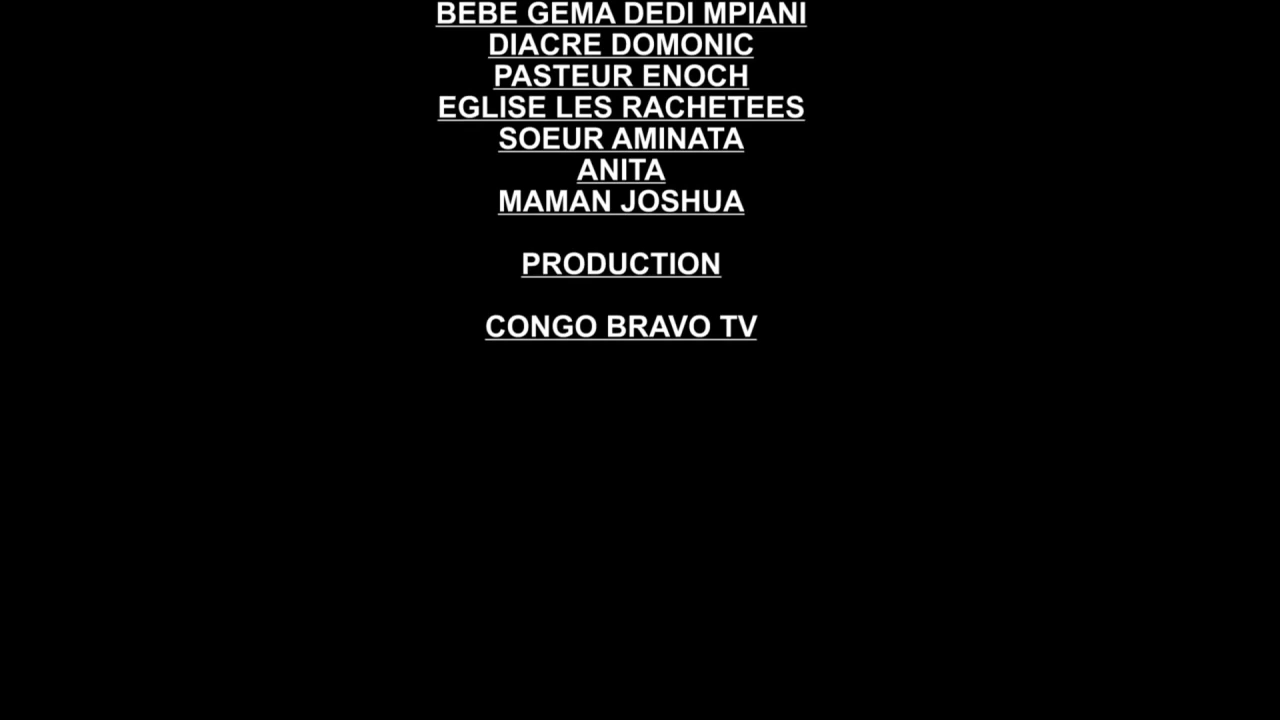 BEBE GEMA DEDI MPIANI
DIACRE DOMONIC
PASTEUR ENOCH
EGLISE LES RACHETEES
SOEUR AMINATA
ANITA
MAMAN JOSHUA
PRODUCTION
CONGO BRAVO TV